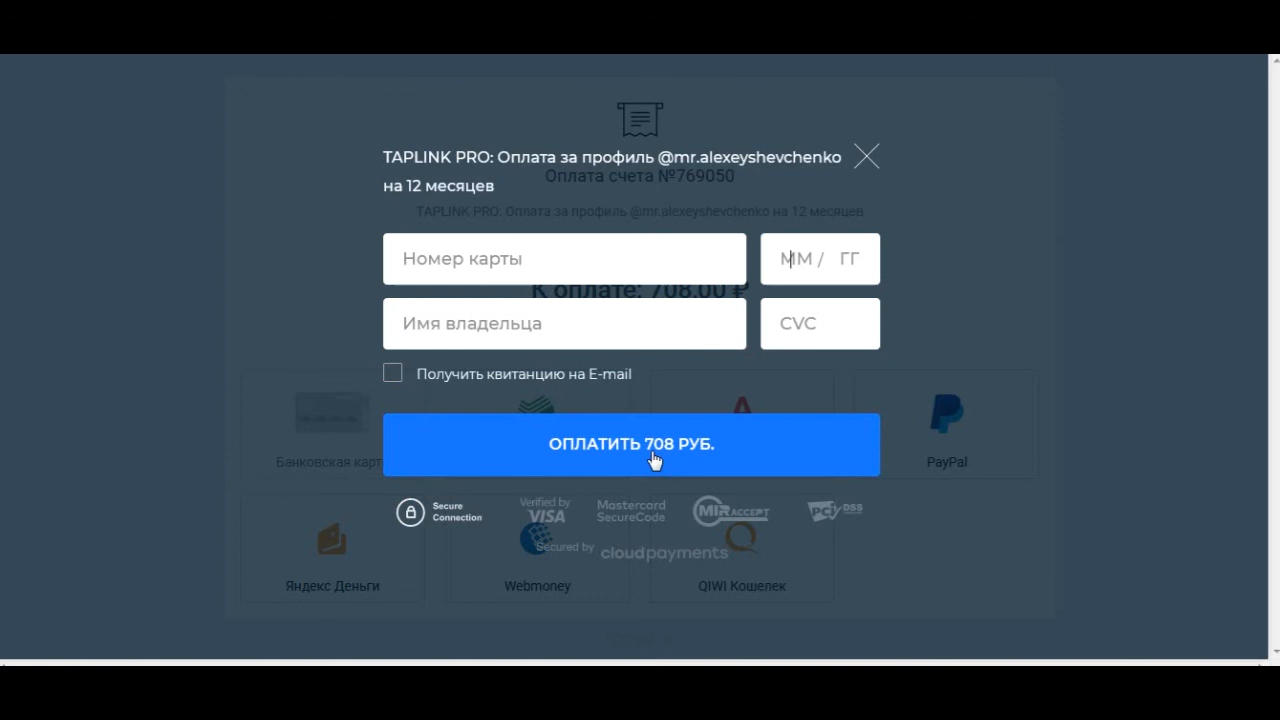 TAPLINK PRO: Оплата за профиль @mr.alexeyshevchenko
на 12 месяцев
Оплата счета №769050
TAPLINK PRO: Оплата за профиль @mr.alexeyshevchenko на 12 месяцев
Номер карты
ММ / ГГ
К оплате: 708.00 ₽
Имя владельца
CVC
Получить квитанцию на E-mail
ОПЛАТИТЬ 708 РУБ.
Банковская карт
PayPal
Secure
Connection
Verified by
VISA
Mastercard
SecureCode
MIR ACCEPT
PCI DSS
Secured by cloudpayments
Яндекс Деньги
Webmoney
QIWI Кошелек